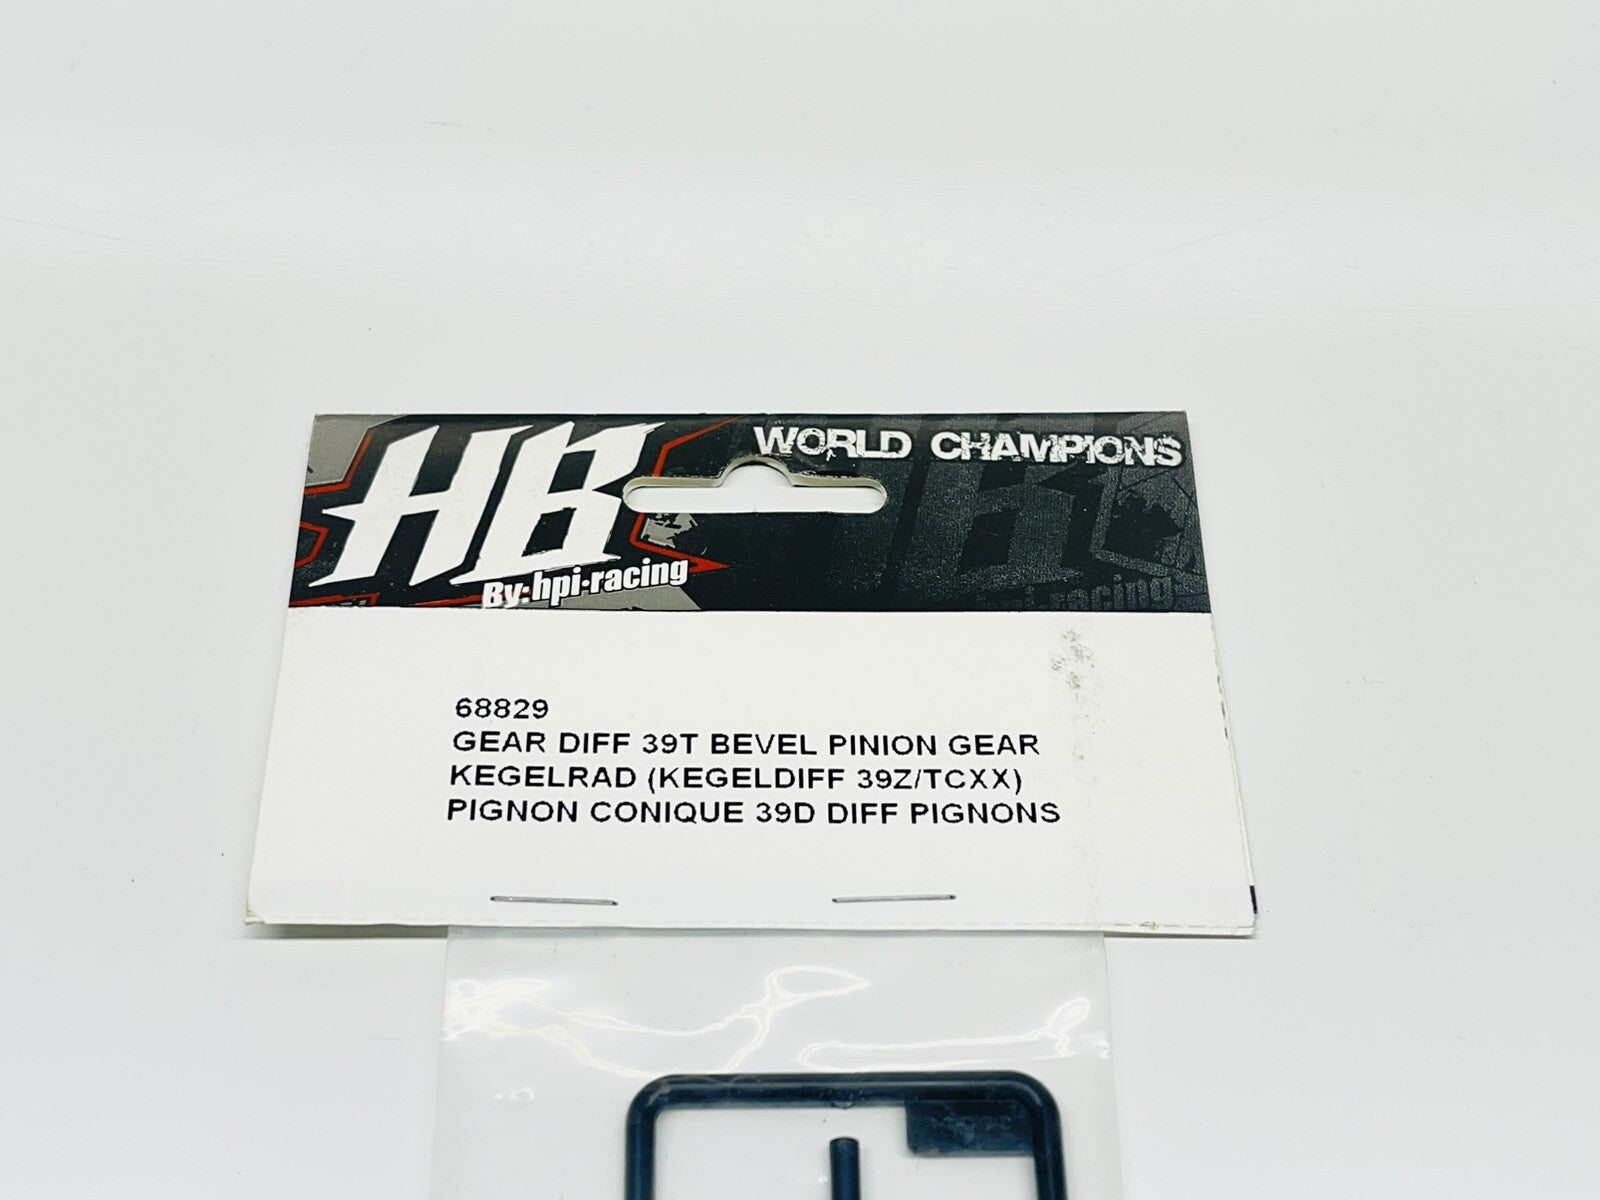 HB
WORLD CHAMPIONS
By:hpi·racing
68829
GEAR DIFF 39T BEVEL PINION GEAR
KEGELRAD (KEGELDIFF 39Z/TCXX)
PIGNON CONIQUE 39D DIFF PIGNONS